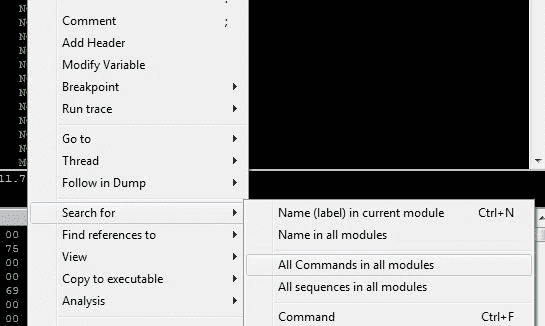 Comment ;
Add Header
Modify Variable
Breakpoint
Run trace
Go to
Thread
Follow in Dump
11.7
Search for
Name (label) in current module Ctrl+N
00 Find references to Name in all modules
75 View
00 Copy to executable All Commands in all modules
00
69 Analysis All sequences in all modules
00
00 Command Ctrl+F